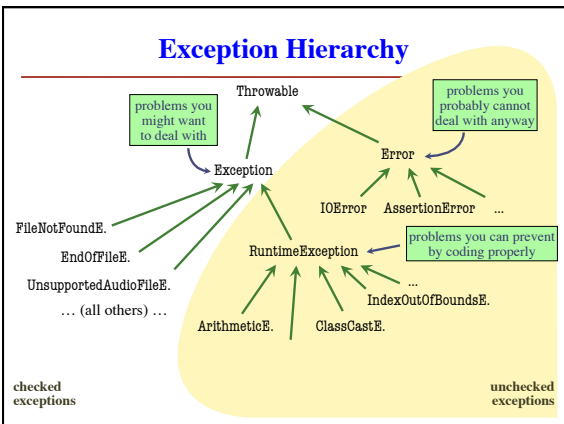 Exception Hierarchy
Throwable
problems you
might want
to deal with
problems you
probably cannot
deal with anyway
Exception
Error
IOError
AssertionError
...
FileNotFoundE.
EndOfFileE.
UnsupportedAudioFileE.
… (all others) …
RuntimeException
problems you can prevent
by coding properly
...
IndexOutOfBoundsE.
ArithmeticE.
ClassCastE.
checked
exceptions
unchecked
exceptions